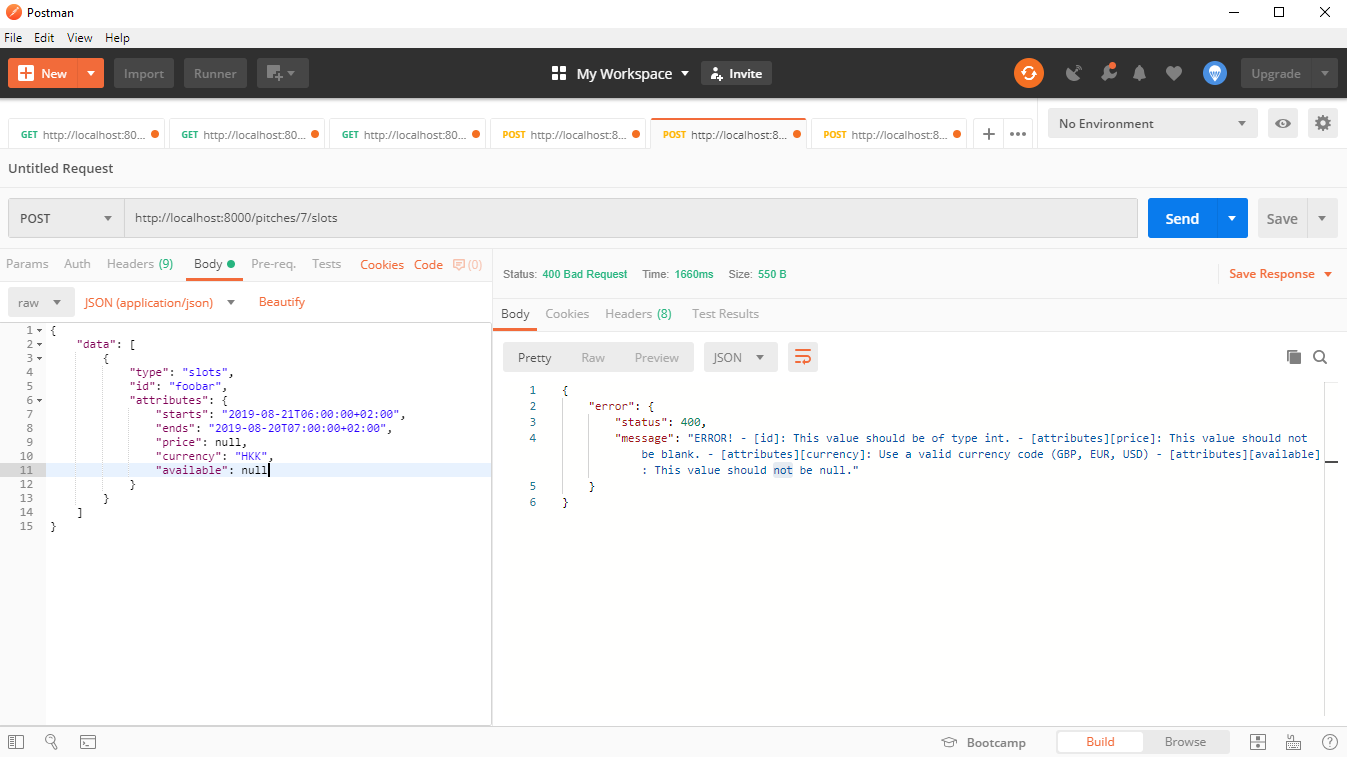 Postman
File Edit View Help
New Import Runner My Workspace Invite Upgrade
GET http://localhost:80... GET http://localhost:80... GET http://localhost:80... POST http://localhost:8... POST http://localhost:8... POST http://localhost:8... No Environment
Untitled Request
POST http://localhost:8000/pitches/7/slots Send Save
Params Auth Headers (9) Body Pre-req. Tests Cookies Code (0)
raw JSON (application/json) Beautify
1 {
2 "data": [
3 {
4 "type": "slots",
5 "id": "foobar",
6 "attributes": {
7 "starts": "2019-08-21T06:00:00+02:00",
8 "ends": "2019-08-20T07:00:00+02:00",
9 "price": null,
10 "currency": "HKK",
11 "available": null
12 }
13 }
14 ]
15 }
Status: 400 Bad Request Time: 1660ms Size: 550 B Save Response
Body Cookies Headers (8) Test Results
Pretty Raw Preview JSON
1 {
2 "error": {
3 "status": 400,
4 "message": "ERROR! - [id]: This value should be of type int. - [attributes][price]: This value should not
be blank. - [attributes][currency]: Use a valid currency code (GBP, EUR, USD) - [attributes][available]
: This value should not be null."
5 }
6 }
Bootcamp Build Browse